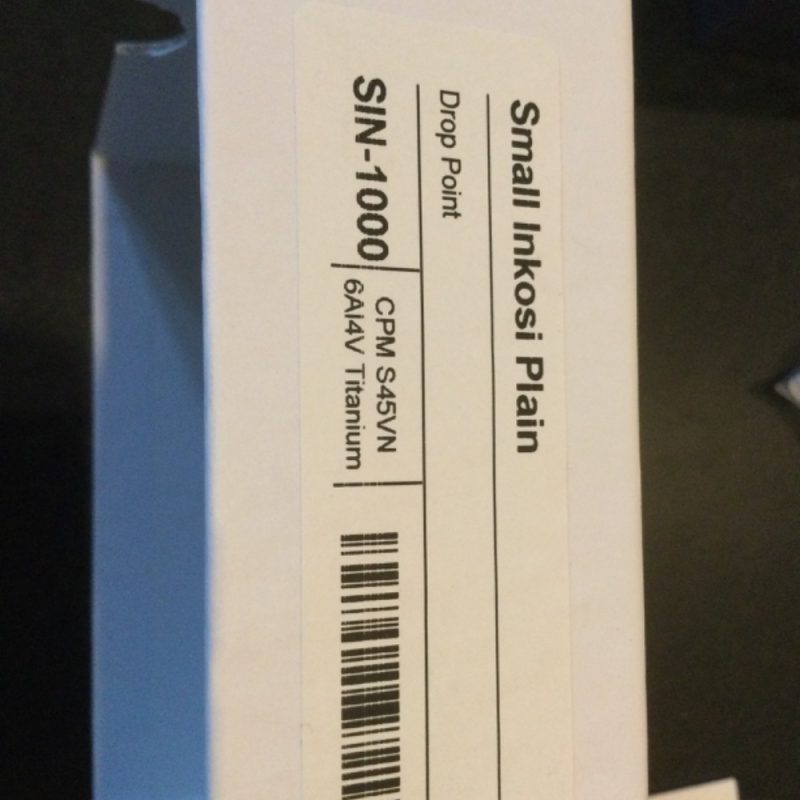 Small Inkosi Plain
Drop Point
SIN-1000
CPM S45VN
6Al4V Titanium